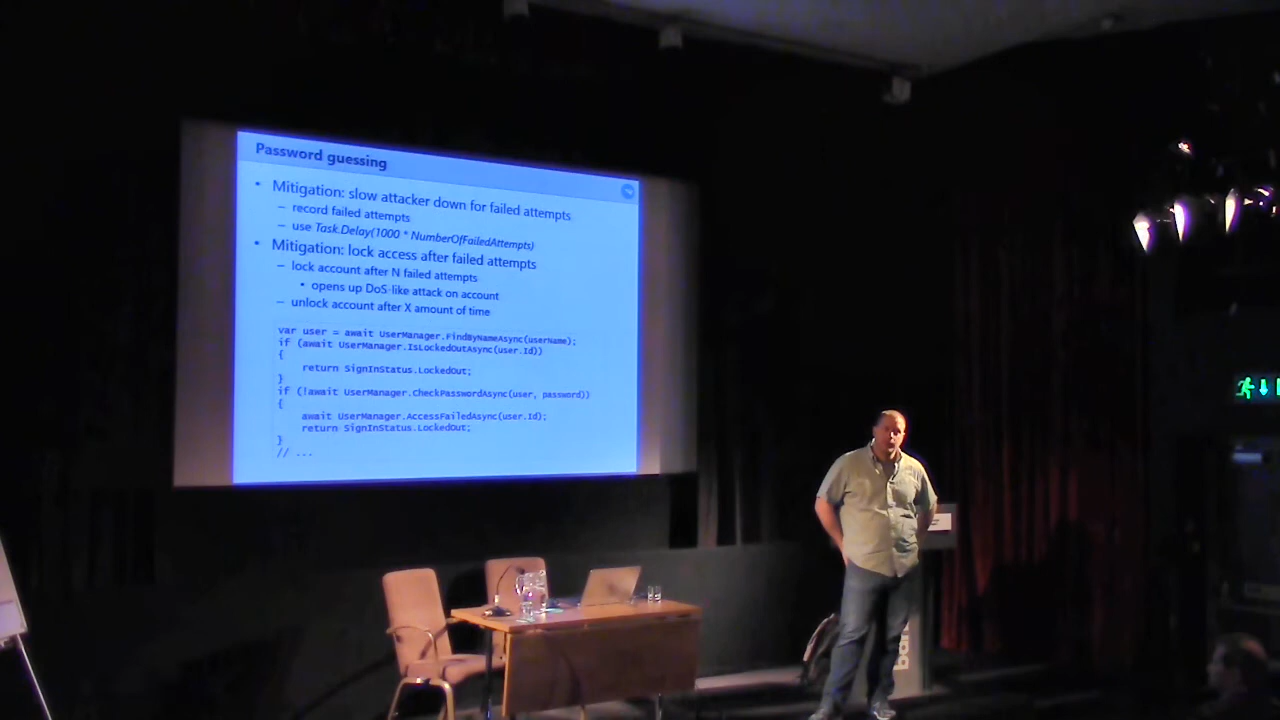 Password guessing
• Mitigation: slow attacker down for failed attempts
– record failed attempts
– use Task.Delay(1000 * NumberOfFailedAttempts)
• Mitigation: lock access after failed attempts
– lock account after N failed attempts
• opens up DoS-like attack on account
– unlock account after X amount of time
var user = await UserManager.FindByNameAsync(userName);
if (await UserManager.IsLockedOutAsync(user.Id))
{
return SignInStatus.LockedOut;
}
if (!await UserManager.CheckPasswordAsync(user, password))
{
await UserManager.AccessFailedAsync(user.Id);
return SignInStatus.LockedOut;
}
// ...